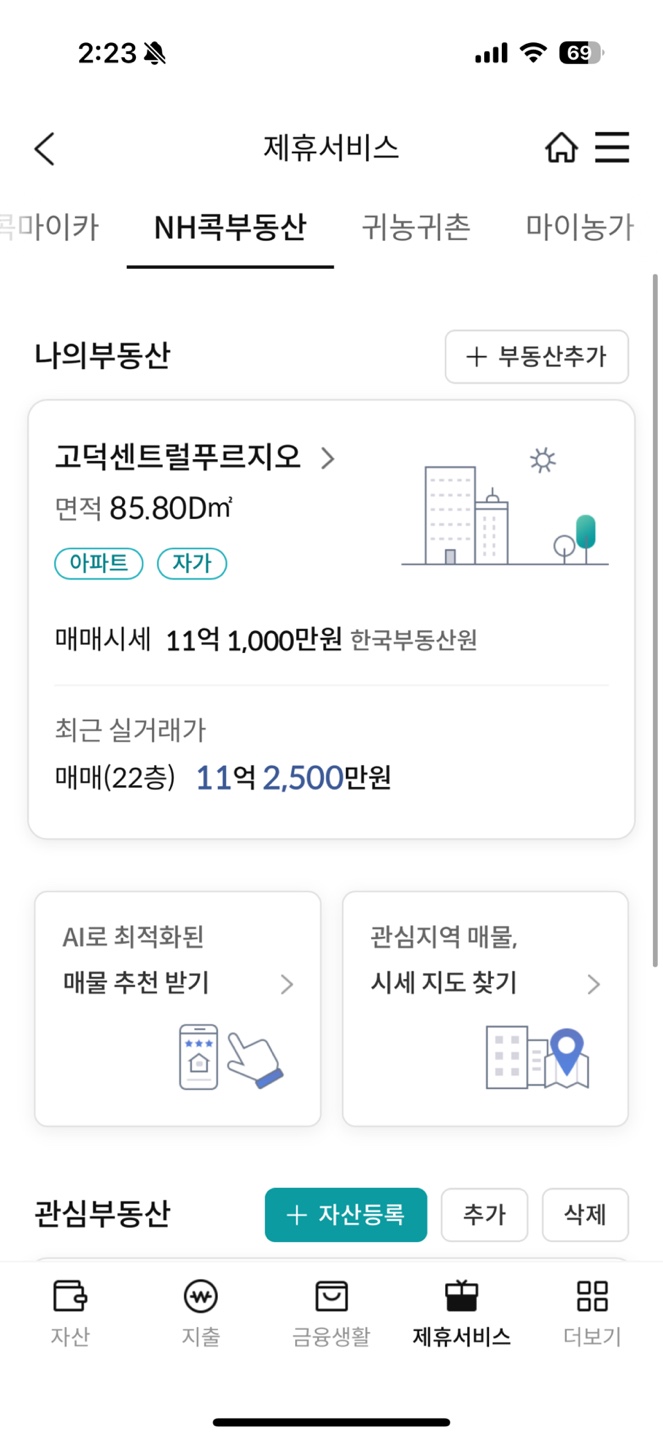 2:23
69
제휴서비스
콕마이카 NH콕부동산 귀농귀촌 마이농가
나의부동산
+ 부동산추가
고덕센트럴푸르지오 >
면적 85.80D㎡
아파트 자가
매매시세 11억 1,000만원 한국부동산원
최근 실거래가
매매(22층) 11억 2,500만원
AI로 최적화된
매물 추천 받기 >
관심지역 매물,
시세 지도 찾기 >
관심부동산
+ 자산등록 추가 삭제
자산 지출 금융생활 제휴서비스 더보기